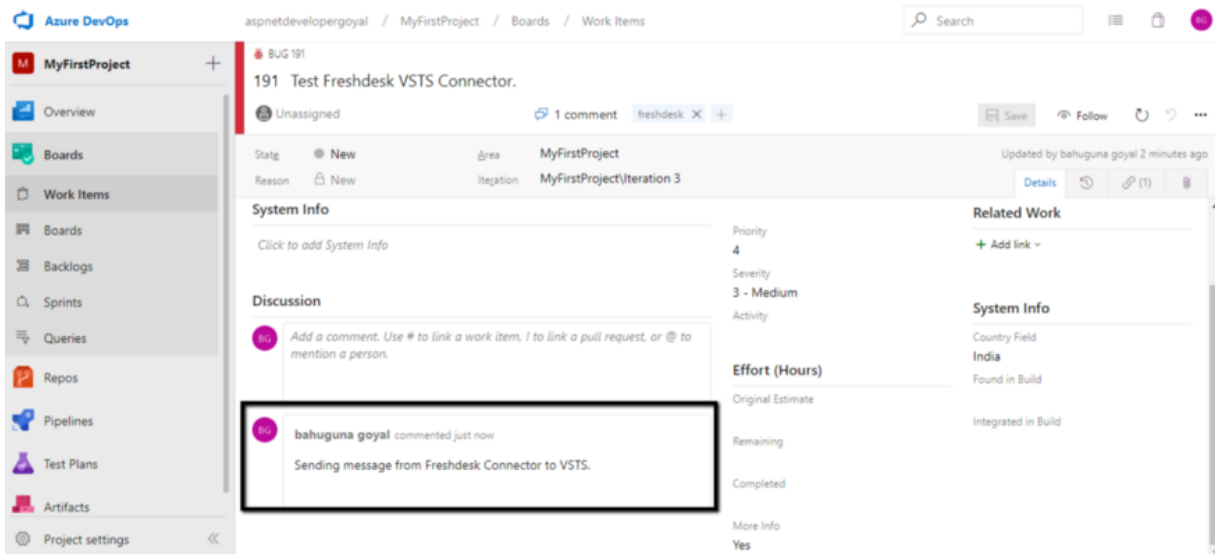 Azure DevOps
aspnetdevelopergoyal / MyFirstProject / Boards / Work Items
Search
BG
M MyFirstProject
Overview
Boards
Work Items
Boards
Backlogs
Sprints
Queries
Repos
Pipelines
Test Plans
Artifacts
Project settings
BUG 191
191 Test Freshdesk VSTS Connector.
Unassigned
1 comment
freshdesk
Save
Follow
State New
Area MyFirstProject
Updated by bahuguna goyal 2 minutes ago
Reason New
Iteration MyFirstProject\Iteration 3
Details
(1)
System Info
Click to add System Info
Discussion
BG
Add a comment. Use # to link a work item, ! to link a pull request, or @ to
mention a person.
BG
bahuguna goyal commented just now
Sending message from Freshdesk Connector to VSTS.
Priority
4
Severity
3 - Medium
Activity
Effort (Hours)
Original Estimate
Remaining
Completed
More Info
Yes
Related Work
Add link
System Info
Country Field
India
Found in Build
Integrated in Build